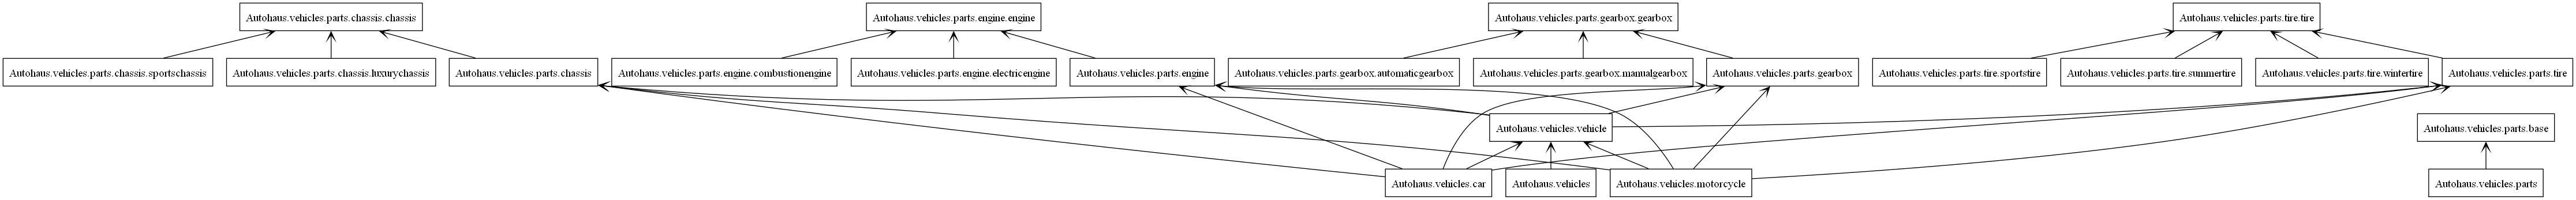 Autohaus.vehicles.parts.chassis.chassis
Autohaus.vehicles.parts.engine.engine
Autohaus.vehicles.parts.gearbox.gearbox
Autohaus.vehicles.parts.tire.tire
Autohaus.vehicles.parts.chassis.sportschassis
Autohaus.vehicles.parts.chassis.luxurychassis
Autohaus.vehicles.parts.chassis
Autohaus.vehicles.parts.engine.combustionengine
Autohaus.vehicles.parts.engine.electricengine
Autohaus.vehicles.parts.engine
Autohaus.vehicles.parts.gearbox.automaticgearbox
Autohaus.vehicles.parts.gearbox.manualgearbox
Autohaus.vehicles.parts.gearbox
Autohaus.vehicles.parts.tire.sportstire
Autohaus.vehicles.parts.tire.summertire
Autohaus.vehicles.parts.tire.wintertire
Autohaus.vehicles.parts.tire
Autohaus.vehicles.vehicle
Autohaus.vehicles.parts.base
Autohaus.vehicles.car
Autohaus.vehicles
Autohaus.vehicles.motorcycle
Autohaus.vehicles.parts